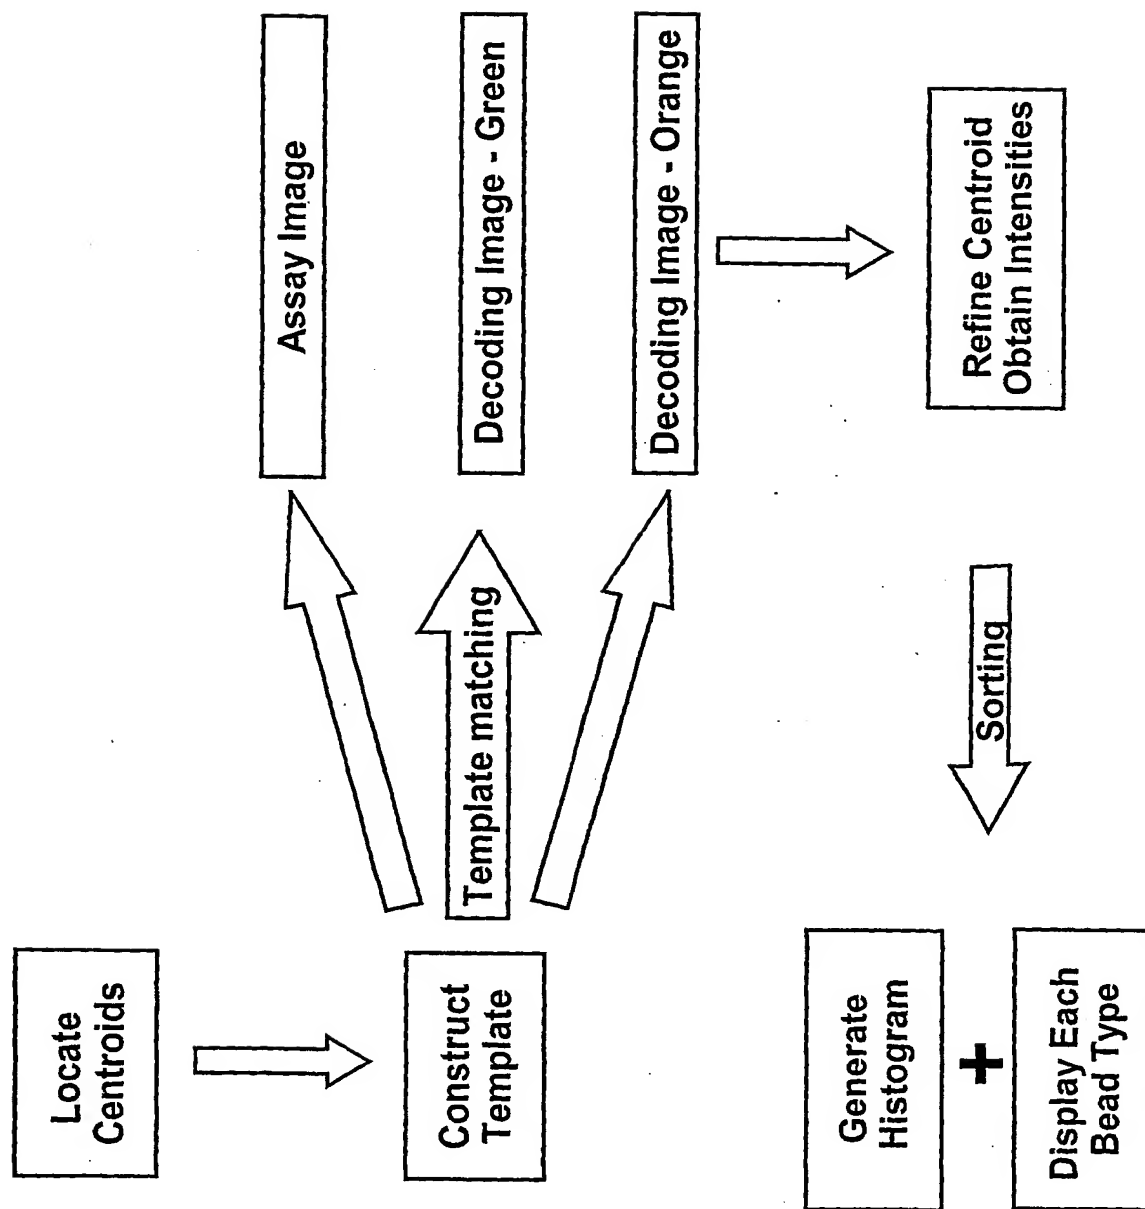 Locate
Centroids
Construct
Template
Template matching
Assay Image
Decoding Image - Green
Decoding Image - Orange
Refine Centroid
Obtain Intensities
Sorting
Generate
Histogram
+
Display Each
Bead Type